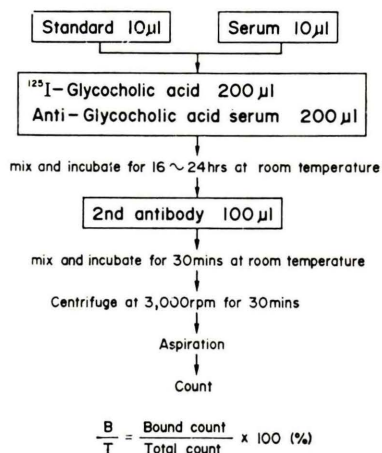 Standard 10μl
Serum 10μl
¹²⁵I-Glycocholic acid 200 μl
Anti-Glycocholic acid serum 200 μl
mix and incubate for 16 ~ 24hrs at room temperature
2nd antibody 100 μl
mix and incubate for 30mins at room temperature
Centrifuge at 3,000rpm for 30mins
Aspiration
Count
B/T = Bound count/Total count × 100 (%)